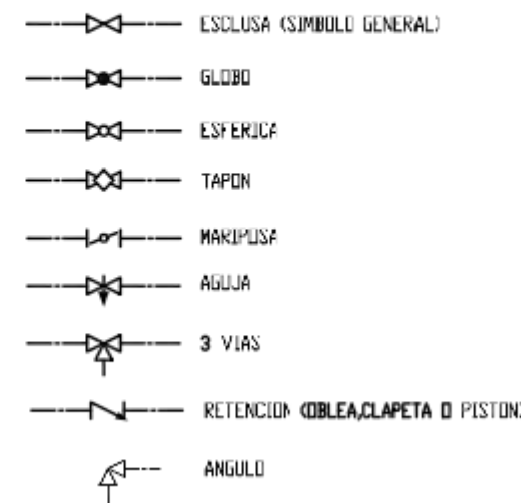 ESCLUSA (SIMBOLO GENERAL)
GLOBO
ESFERICA
TAPON
MARIPOSA
AGUJA
3 VIAS
RETENCION (OBLEA,CLAPETA O PISTON)
ANGULO